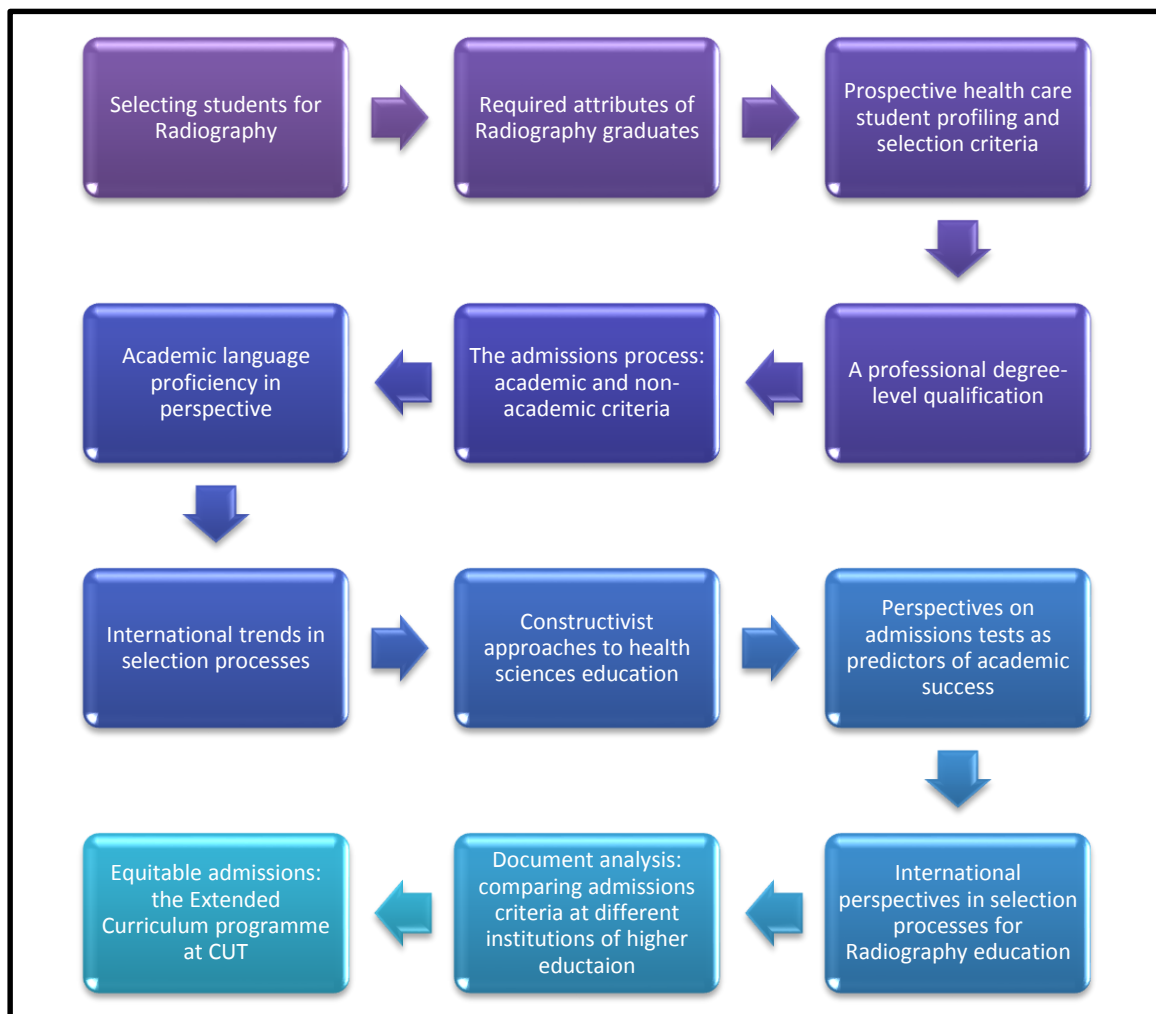 Selecting students for
Radiography
Required attributes of
Radiography graduates
Prospective health care
student profiling and
selection criteria
A professional degree-
level qualification
The admissions process:
academic and non-
academic criteria
Academic language
proficiency in
perspective
International trends in
selection processes
Constructivist
approaches to health
sciences education
Perspectives on
admissions tests as
predictors of academic
success
International
perspectives in selection
processes for
Radiography education
Document analysis:
comparing admissions
criteria at different
institutions of higher
eductaion
Equitable admissions:
the Extended
Curriculum programme
at CUT